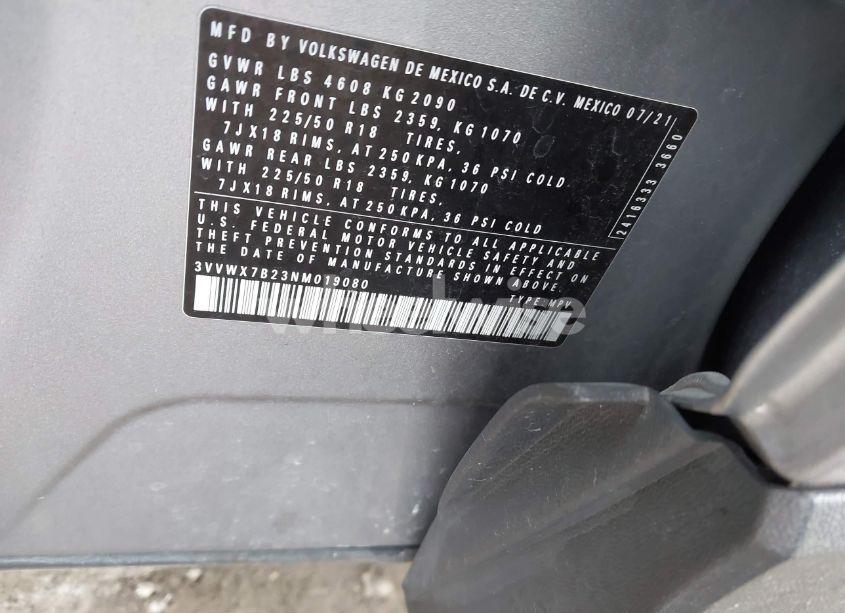 MFD BY VOLKSWAGEN DE MEXICO S.A. DE C.V. MEXICO 07/21
GVWR LBS 4608 KG 2090
GAWR FRONT LBS 2359, KG 1070
WITH 225/50 R18 TIRES,
7JX18 RIMS, AT 250 KPA, 36 PSI COLD
GAWR REAR LBS 2359, KG 1070
WITH 225/50 R18 TIRES,
7JX18 RIMS, AT 250 KPA, 36 PSI COLD
THIS VEHICLE CONFORMS TO ALL APPLICABLE
U.S. FEDERAL MOTOR VEHICLE SAFETY AND
THEFT PREVENTION STANDARDS IN EFFECT ON
DATE OF MANUFACTURE SHOWN ABOVE.
3VVWX7B23NM019080
TYPE MPV
2416333 3660